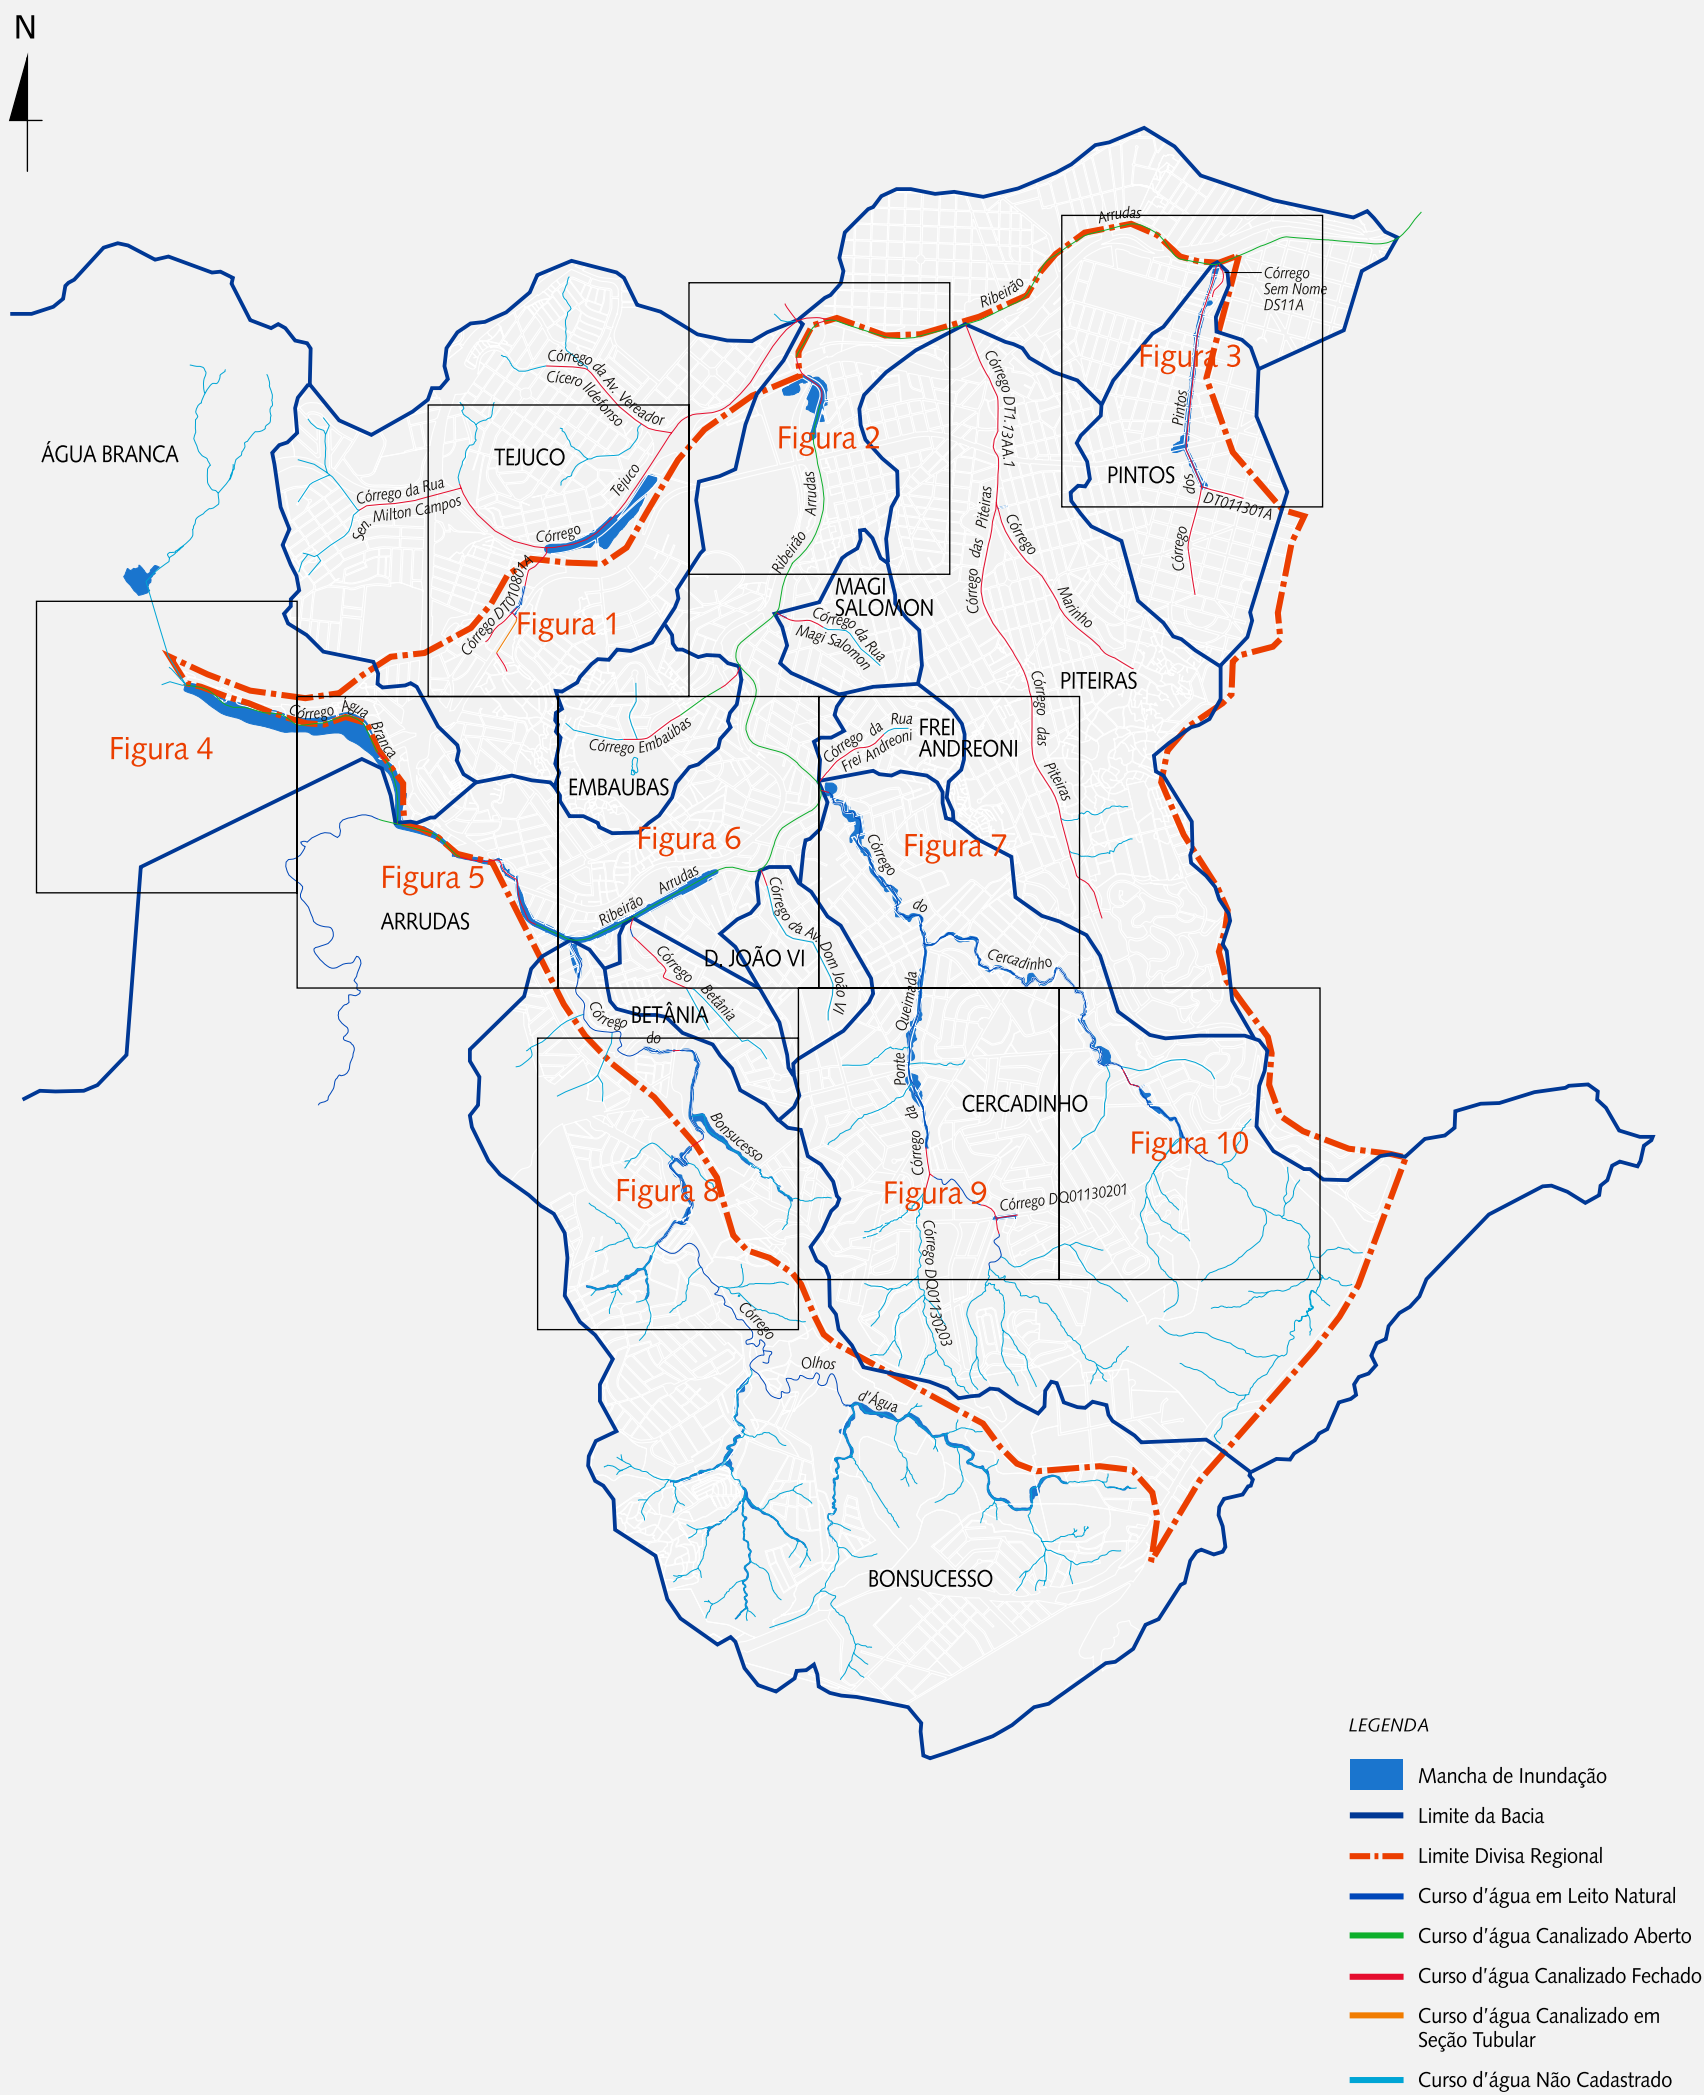 N
Arrudas
Ribeirão
Córrego
Sem Nome
DS11A
Figura 3
Pintos
PINTOS
dos
DT011301A
Córrego
Córrego da Av. Vereador
Cícero Ildefonso
TEJUCO
Tejuco
Córrego
ÁGUA BRANCA
Córrego da Rua
Sen. Milton Campos
Córrego DT010801A
Figura 1
Figura 2
Arrudas
Ribeirão
Córrego DT1.13AA.1
Córrego das Piteiras
Córrego Marinho
MAGI
SALOMON
Córrego da Rua
Magi Salomon
PITEIRAS
Córrego das Piteiras
Figura 4
Córrego Água Branca
Córrego Embaúbas
EMBAUBAS
Córrego da Rua
Frei Andreoni
FREI
ANDREONI
Figura 6
Figura 7
Figura 5
ARRUDAS
Ribeirão Arrudas
Córrego do Cercadinho
Córrego da Av. Dom João VI
D. JOÃO VI
Córrego Betânia
BETÂNIA
Córrego do Bonsucesso
Córrego da Ponte Queimada
CERCADINHO
Figura 10
Figura 8
Figura 9
Córrego DQ01130201
Córrego DQ01130203
Córrego Olhos d'Água
BONSUCESSO
LEGENDA
Mancha de Inundação
Limite da Bacia
Limite Divisa Regional
Curso d'água em Leito Natural
Curso d'água Canalizado Aberto
Curso d'água Canalizado Fechado
Curso d'água Canalizado em
Seção Tubular
Curso d'água Não Cadastrado